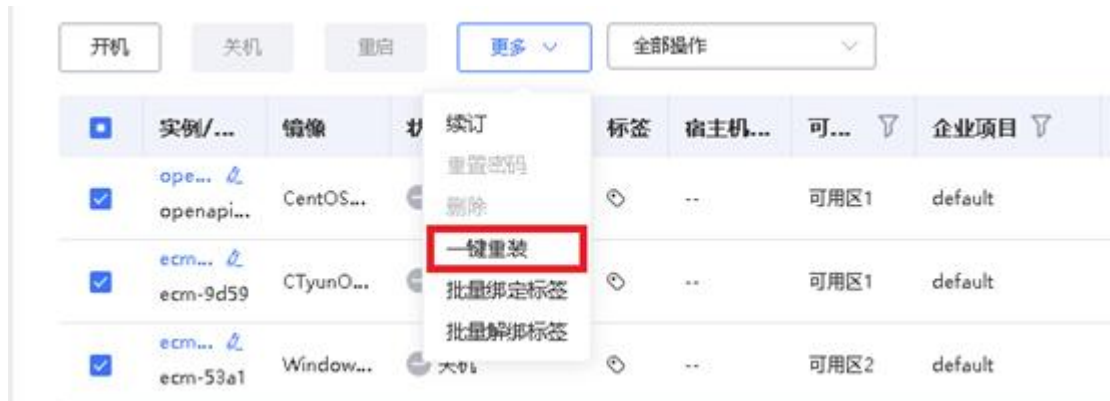 开机 关机 重启 更多 全部操作
实例/... 镜像 状 标签 宿主机... 可... 企业项目
续订
重置密码
删除
一键重装
批量绑定标签
批量解绑标签
ope...
openapi... CentOS... -- 可用区1 default
ecm...
ecm-9d59 CTyunO... -- 可用区1 default
ecm...
ecm-53a1 Window... 关机 -- 可用区2 default